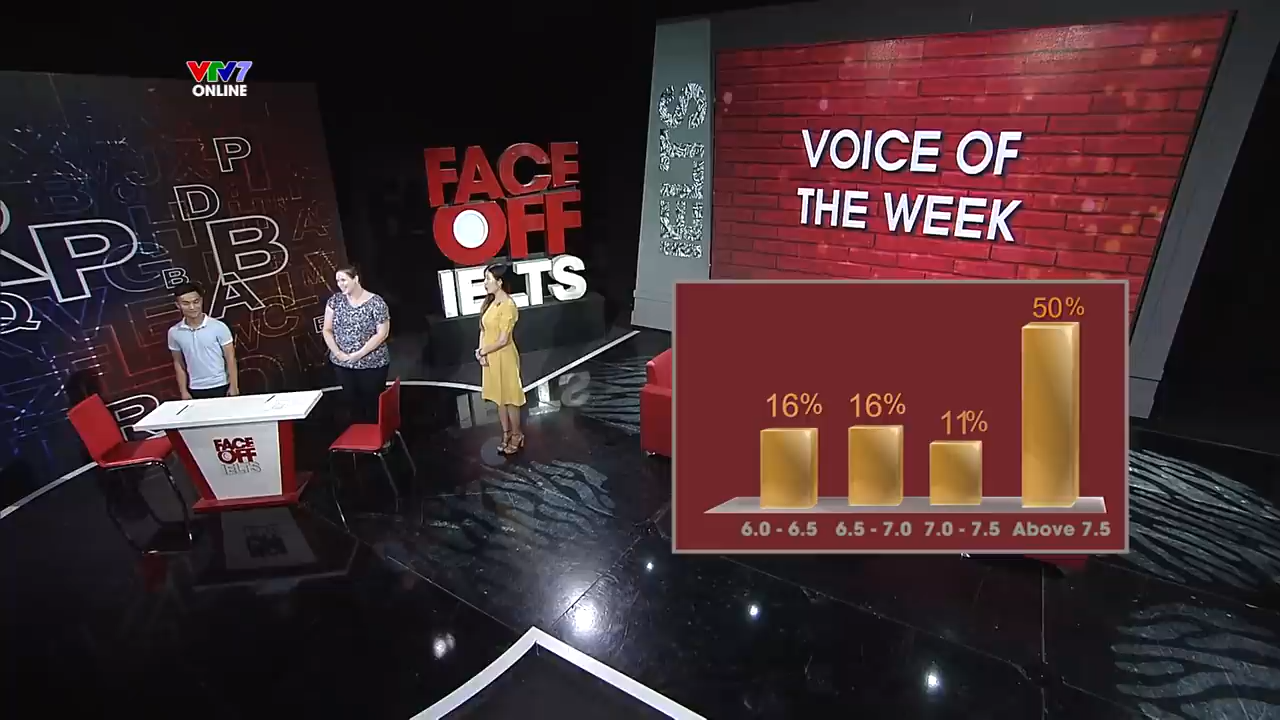 VTV7
ONLINE
FACE
OFF
IELTS
IELTS
VOICE OF
THE WEEK
FACE
OFF
IELTS
50%
16%
16%
11%
6.0 - 6.5
6.5 - 7.0
7.0 - 7.5
Above 7.5
P
D
P
B
B
A
Q